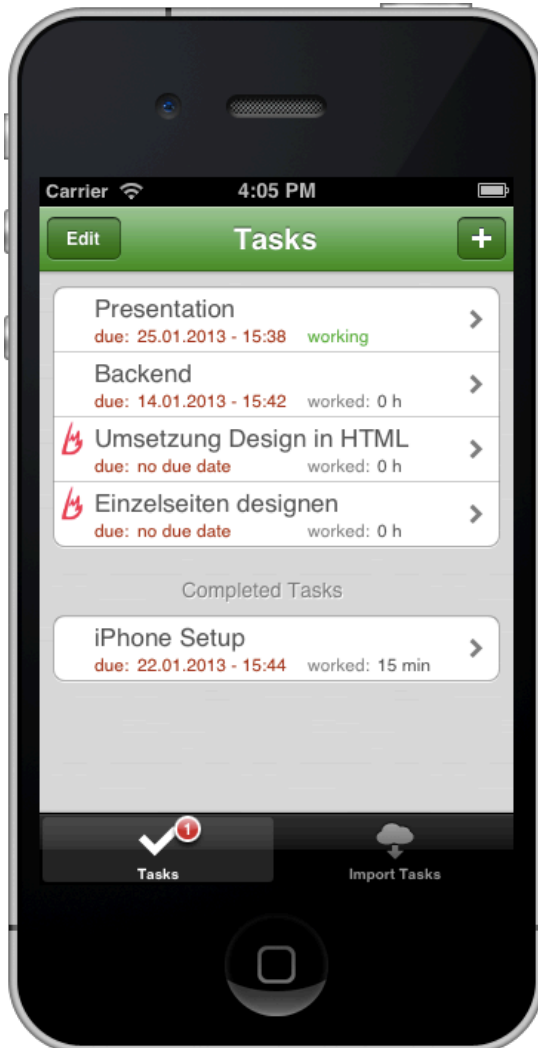 Carrier 4:05 PM
Edit Tasks +
Presentation
due: 25.01.2013 - 15:38 working
Backend
due: 14.01.2013 - 15:42 worked: 0 h
Umsetzung Design in HTML
due: no due date worked: 0 h
Einzelseiten designen
due: no due date worked: 0 h
Completed Tasks
iPhone Setup
due: 22.01.2013 - 15:44 worked: 15 min
1
Tasks Import Tasks